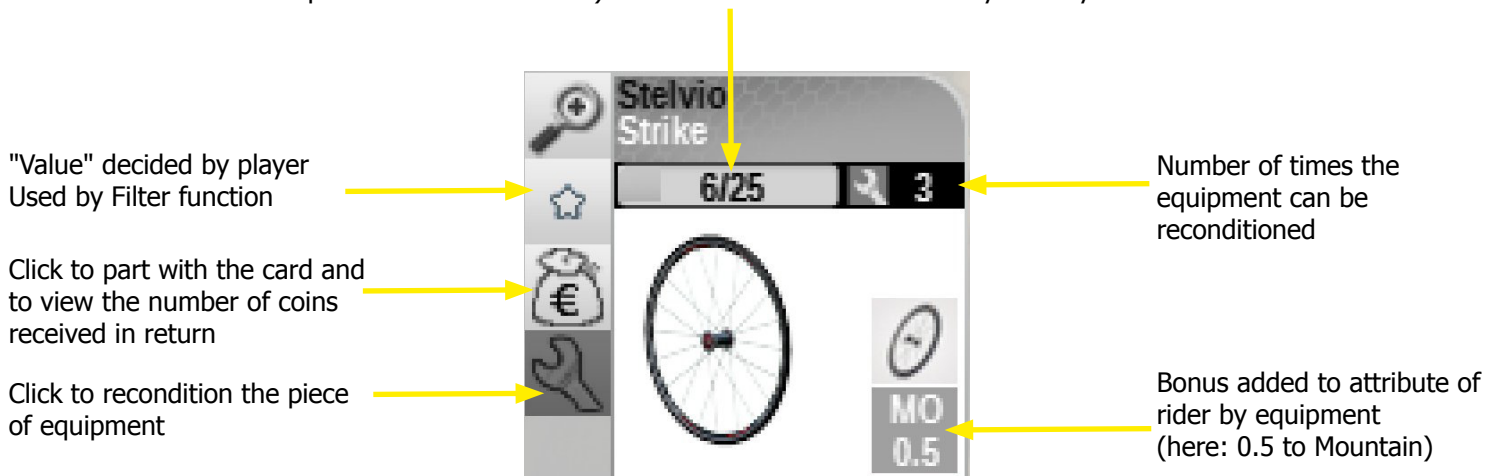 Stelvio
Strike
6/25 3
"Value" decided by player
Used by Filter function
Number of times the
equipment can be
reconditioned
Click to part with the card and
to view the number of coins
received in return
€
Click to recondition the piece
of equipment
MO
0.5
Bonus added to attribute of
rider by equipment
(here: 0.5 to Mountain)